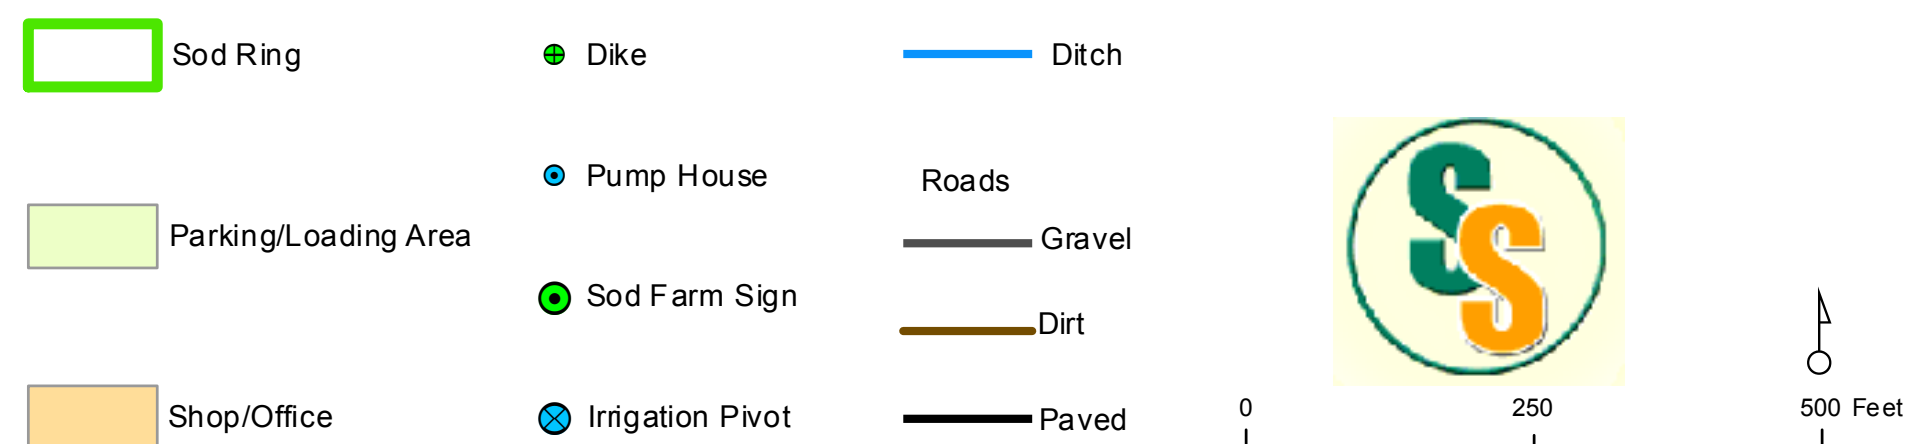 Sod Ring
Parking/Loading Area
Shop/Office
Dike
Pump House
Sod Farm Sign
Irrigation Pivot
Ditch
Roads
Gravel
Dirt
Paved
SS
0 250 500 Feet